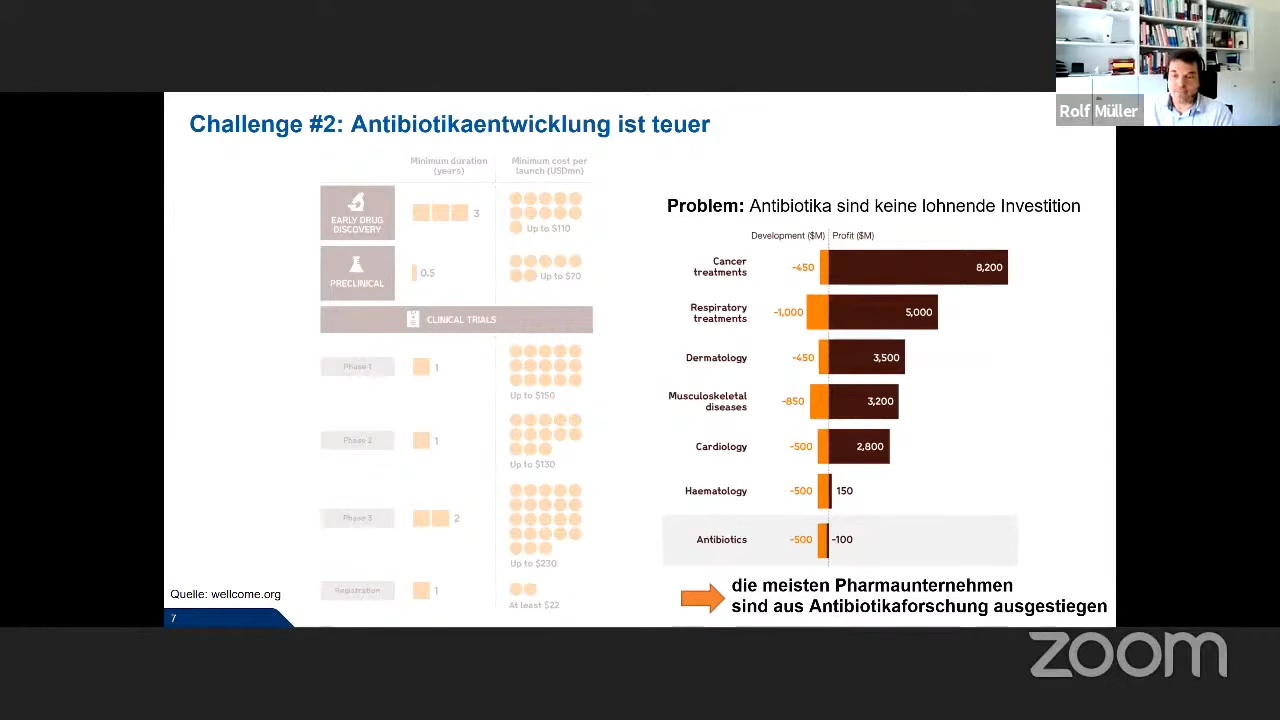 Rolf Müller
Challenge #2: Antibiotikaentwicklung ist teuer
Minimum duration
(years)
Minimum cost per
launch (USDmn)
EARLY DRUG
DISCOVERY
3
Up to $110
PRECLINICAL
0.5
Up to $70
CLINICAL TRIALS
Phase 1
1
Up to $150
Phase 2
1
Up to $130
Phase 3
2
Up to $230
Registration
1
At least $22
Problem: Antibiotika sind keine lohnende Investition
Development ($M) Profit ($M)
Cancer
treatments
-450
8,200
Respiratory
treatments
-1,000
5,000
Dermatology
-450
3,500
Musculoskeletal
diseases
-850
3,200
Cardiology
-500
2,800
Haematology
-500
150
Antibiotics
-500
-100
die meisten Pharmaunternehmen
sind aus Antibiotikaforschung ausgestiegen
Quelle: wellcome.org
7
zoom